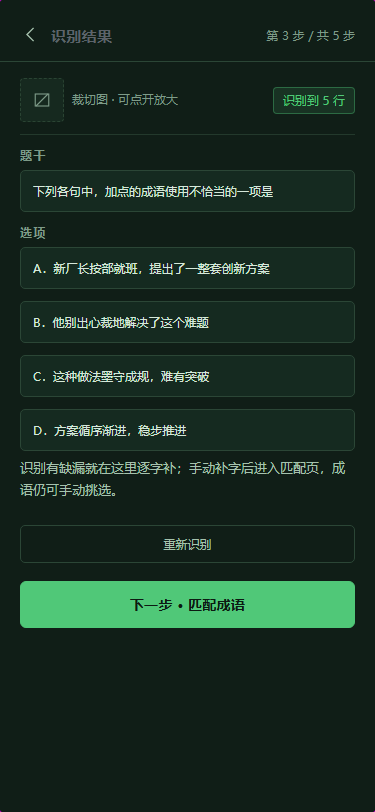 识别结果
第 3 步 / 共 5 步
裁切图 · 可点开放大
识别到 5 行
题干
下列各句中，加点的成语使用不恰当的一项是
选项
A．新厂长按部就班，提出了一整套创新方案
B．他别出心裁地解决了这个难题
C．这种做法墨守成规，难有突破
D．方案循序渐进，稳步推进
识别有缺漏就在这里逐字补；手动补字后进入匹配页，成
语仍可手动挑选。
重新识别
下一步 · 匹配成语